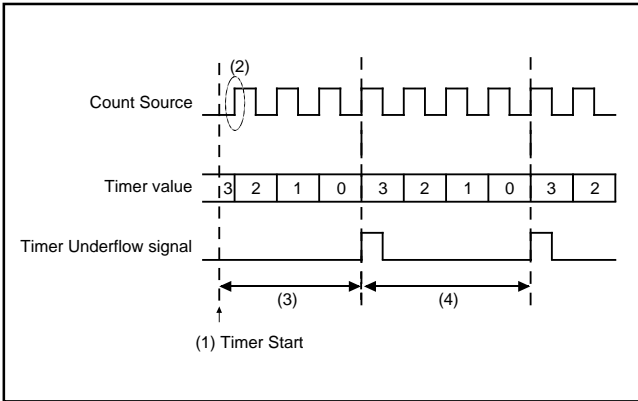 (2)
Count Source
Timer value 3 2 1 0 3 2 1 0 3 2
Timer Underflow signal
(3) (4)
(1) Timer Start